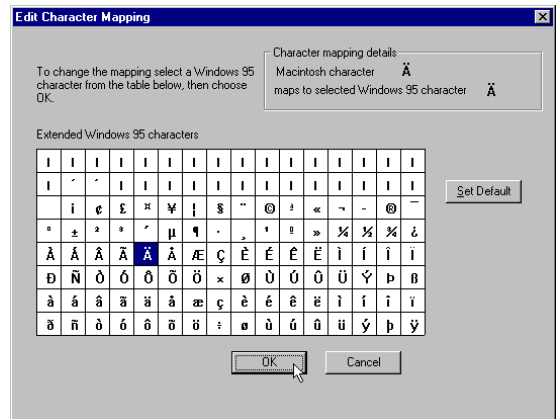 Edit Character Mapping
To change the mapping select a Windows 95
character from the table below, then choose
OK.
Character mapping details
Macintosh character Ä
maps to selected Windows 95 character Ä
Extended Windows 95 characters
I I I I I I I I I I I I I I I I
I ‘ ’ I I I I I I I I I I I I I
¡ ¢ £ ¤ ¥ ¦ § ¨ © ª « ¬ - ® ¯
° ± ² ³ ´ µ ¶ · ¸ ¹ º » ¼ ½ ¾ ¿
À Á Â Ã Ä Å Æ Ç È É Ê Ë Ì Í Î Ï
Ð Ñ Ò Ó Ô Õ Ö × Ø Ù Ú Û Ü Ý Þ ß
à á â ã ä å æ ç è é ê ë ì í î ï
ð ñ ò ó ô õ ö ÷ ø ù ú û ü ý þ ÿ
Set Default
OK Cancel